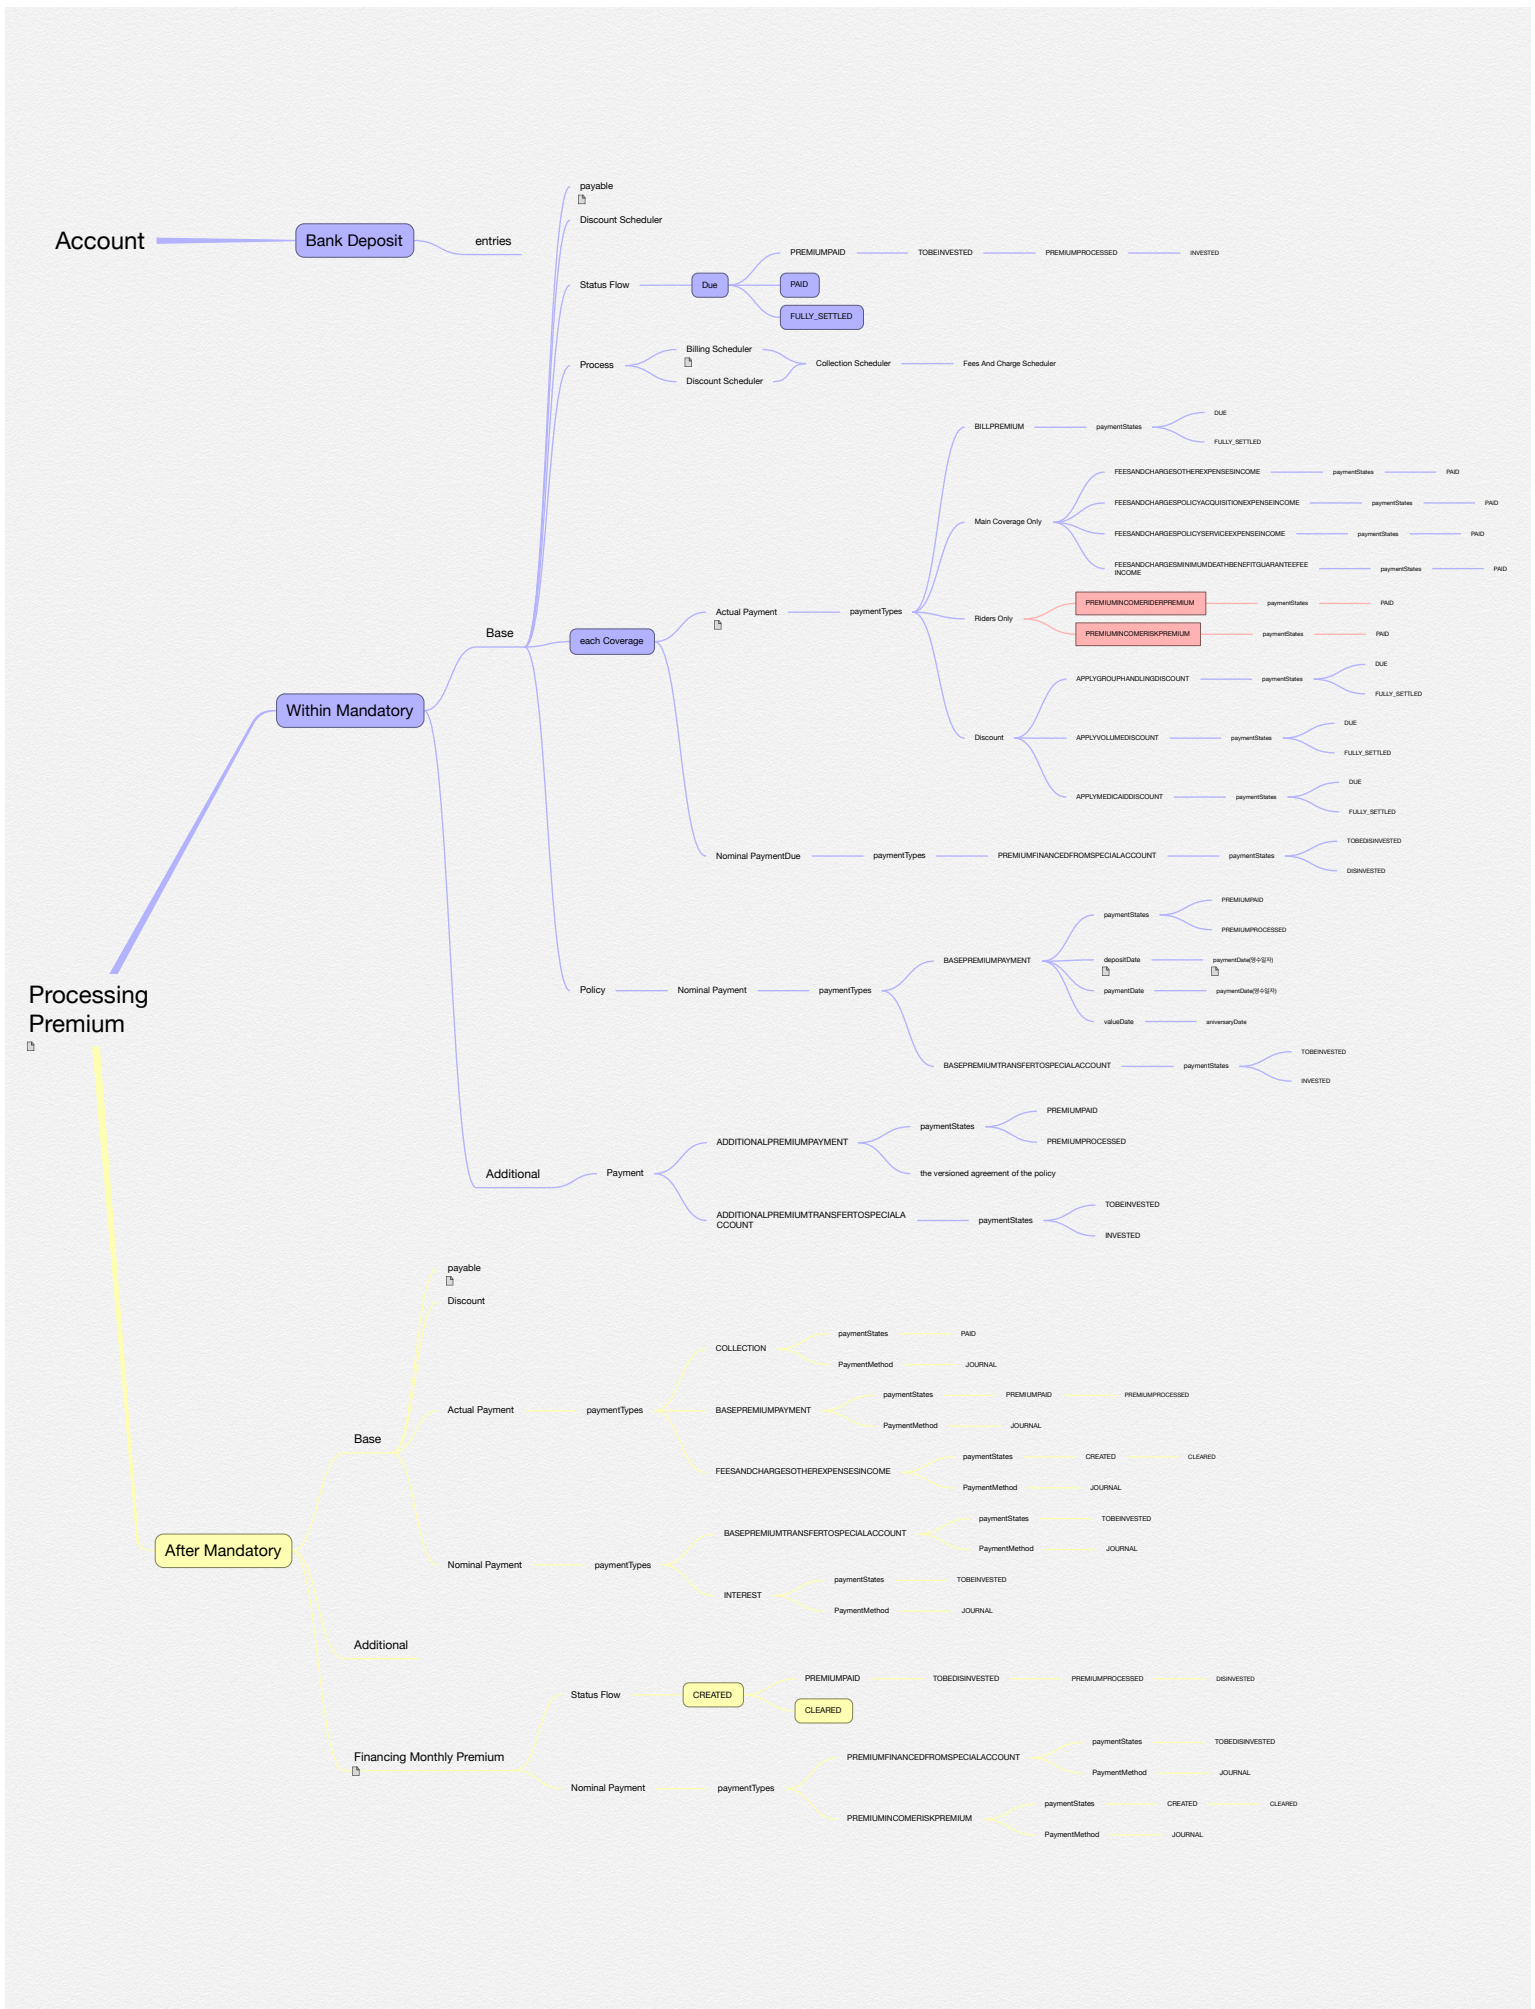 payable
Account
Bank Deposit
entries
Discount Scheduler
PREMIUMPAID
TOBEINVESTED
PREMIUMPROCESSED
INVESTED
Status Flow
Due
PAID
FULLY_SETTLED
Process
Billing Scheduler
Discount Scheduler
Collection Scheduler
Fees And Charge Scheduler
BILLPREMIUM
paymentStates
DUE
FULLY_SETTLED
Main Coverage Only
FEESANDCHARGESOTHEREXPENSESINCOME
paymentStates
PAID
FEESANDCHARGESPOLICYACQUISITIONEXPENSEINCOME
paymentStates
PAID
FEESANDCHARGESPOLICYSERVICEEXPENSEINCOME
paymentStates
PAID
FEESANDCHARGESMINIMUMDEATHBENEFITGUARANTEEFEE
INCOME
paymentStates
PAID
Base
each Coverage
Actual Payment
paymentTypes
Riders Only
PREMIUMINCOMERIDERPREMIUM
paymentStates
PAID
PREMIUMINCOMERISKPREMIUM
paymentStates
PAID
Within Mandatory
Discount
APPLYGROUPHANDLINGDISCOUNT
paymentStates
DUE
FULLY_SETTLED
APPLYVOLUMEDISCOUNT
paymentStates
DUE
FULLY_SETTLED
APPLYMEDICAIDDISCOUNT
paymentStates
DUE
FULLY_SETTLED
Nominal PaymentDue
paymentTypes
PREMIUMFINANCEDFROMSPECIALACCOUNT
paymentStates
TOBEDISINVESTED
DISINVESTED
Processing
Premium
Policy
Nominal Payment
paymentTypes
BASEPREMIUMPAYMENT
paymentStates
PREMIUMPAID
PREMIUMPROCESSED
depositDate
paymentDate(영수일자)
paymentDate
paymentDate(영수일자)
valueDate
aniversaryDate
BASEPREMIUMTRANSFERTOSPECIALACCOUNT
paymentStates
TOBEINVESTED
INVESTED
Additional
Payment
ADDITIONALPREMIUMPAYMENT
paymentStates
PREMIUMPAID
PREMIUMPROCESSED
the versioned agreement of the policy
ADDITIONALPREMIUMTRANSFERTOSPECIALA
CCOUNT
paymentStates
TOBEINVESTED
INVESTED
payable
Discount
After Mandatory
Base
Actual Payment
paymentTypes
COLLECTION
paymentStates
PAID
PaymentMethod
JOURNAL
BASEPREMIUMPAYMENT
paymentStates
PREMIUMPAID
PREMIUMPROCESSED
PaymentMethod
JOURNAL
FEESANDCHARGESOTHEREXPENSESINCOME
paymentStates
CREATED
CLEARED
PaymentMethod
JOURNAL
Nominal Payment
paymentTypes
BASEPREMIUMTRANSFERTOSPECIALACCOUNT
paymentStates
TOBEINVESTED
PaymentMethod
JOURNAL
INTEREST
paymentStates
TOBEINVESTED
PaymentMethod
JOURNAL
Additional
Financing Monthly Premium
Status Flow
CREATED
PREMIUMPAID
TOBEDISINVESTED
PREMIUMPROCESSED
DISINVESTED
CLEARED
Nominal Payment
paymentTypes
PREMIUMFINANCEDFROMSPECIALACCOUNT
paymentStates
TOBEDISINVESTED
PaymentMethod
JOURNAL
PREMIUMINCOMERISKPREMIUM
paymentStates
CREATED
CLEARED
PaymentMethod
JOURNAL